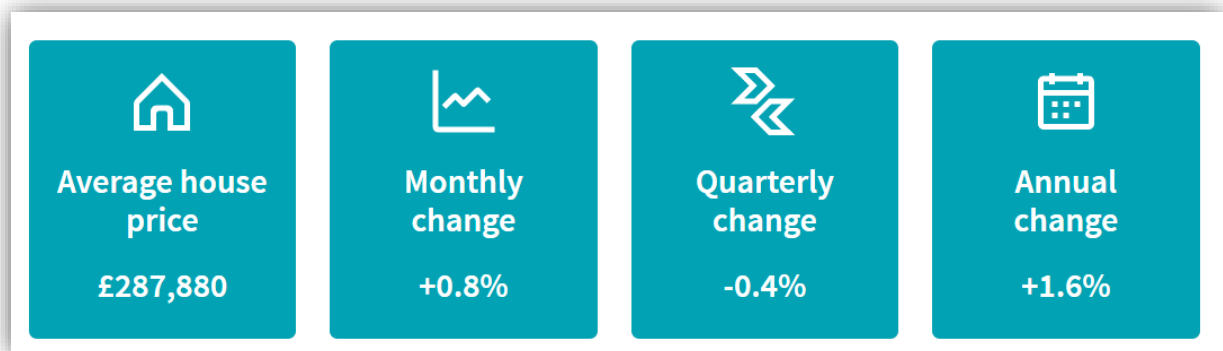 Average house
price
£287,880
Monthly
change
+0.8%
Quarterly
change
-0.4%
Annual
change
+1.6%